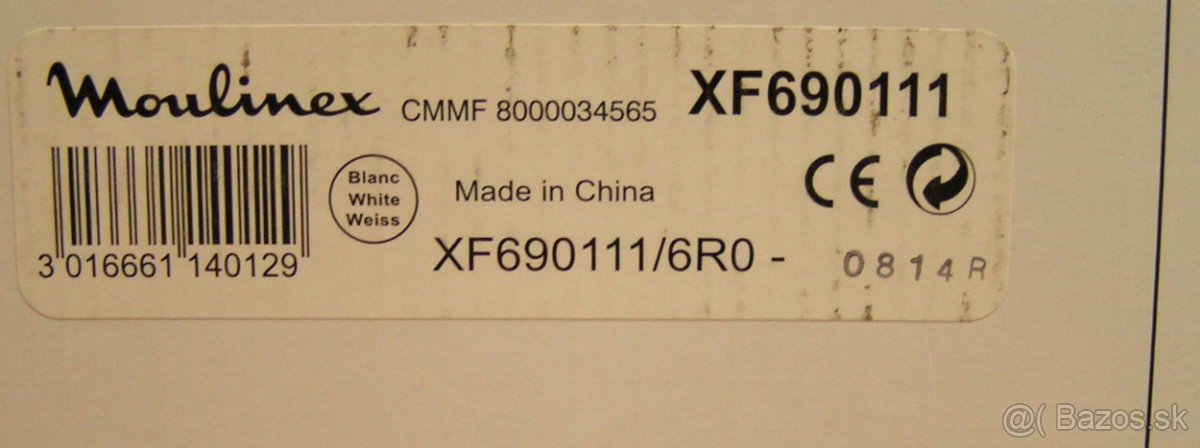 Moulinex CMMF 8000034565 XF690111
Blanc
White
Weiss
Made in China
CE
3 016661 140129
XF690111/6R0 - 0814R
@( Bazos.sk